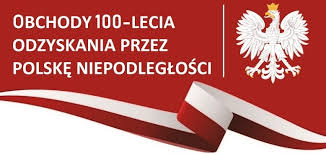 OBCHODY 100-LECIA
ODZYSKANIA PRZEZ
POLSKĘ NIEPODLEGŁOŚCI